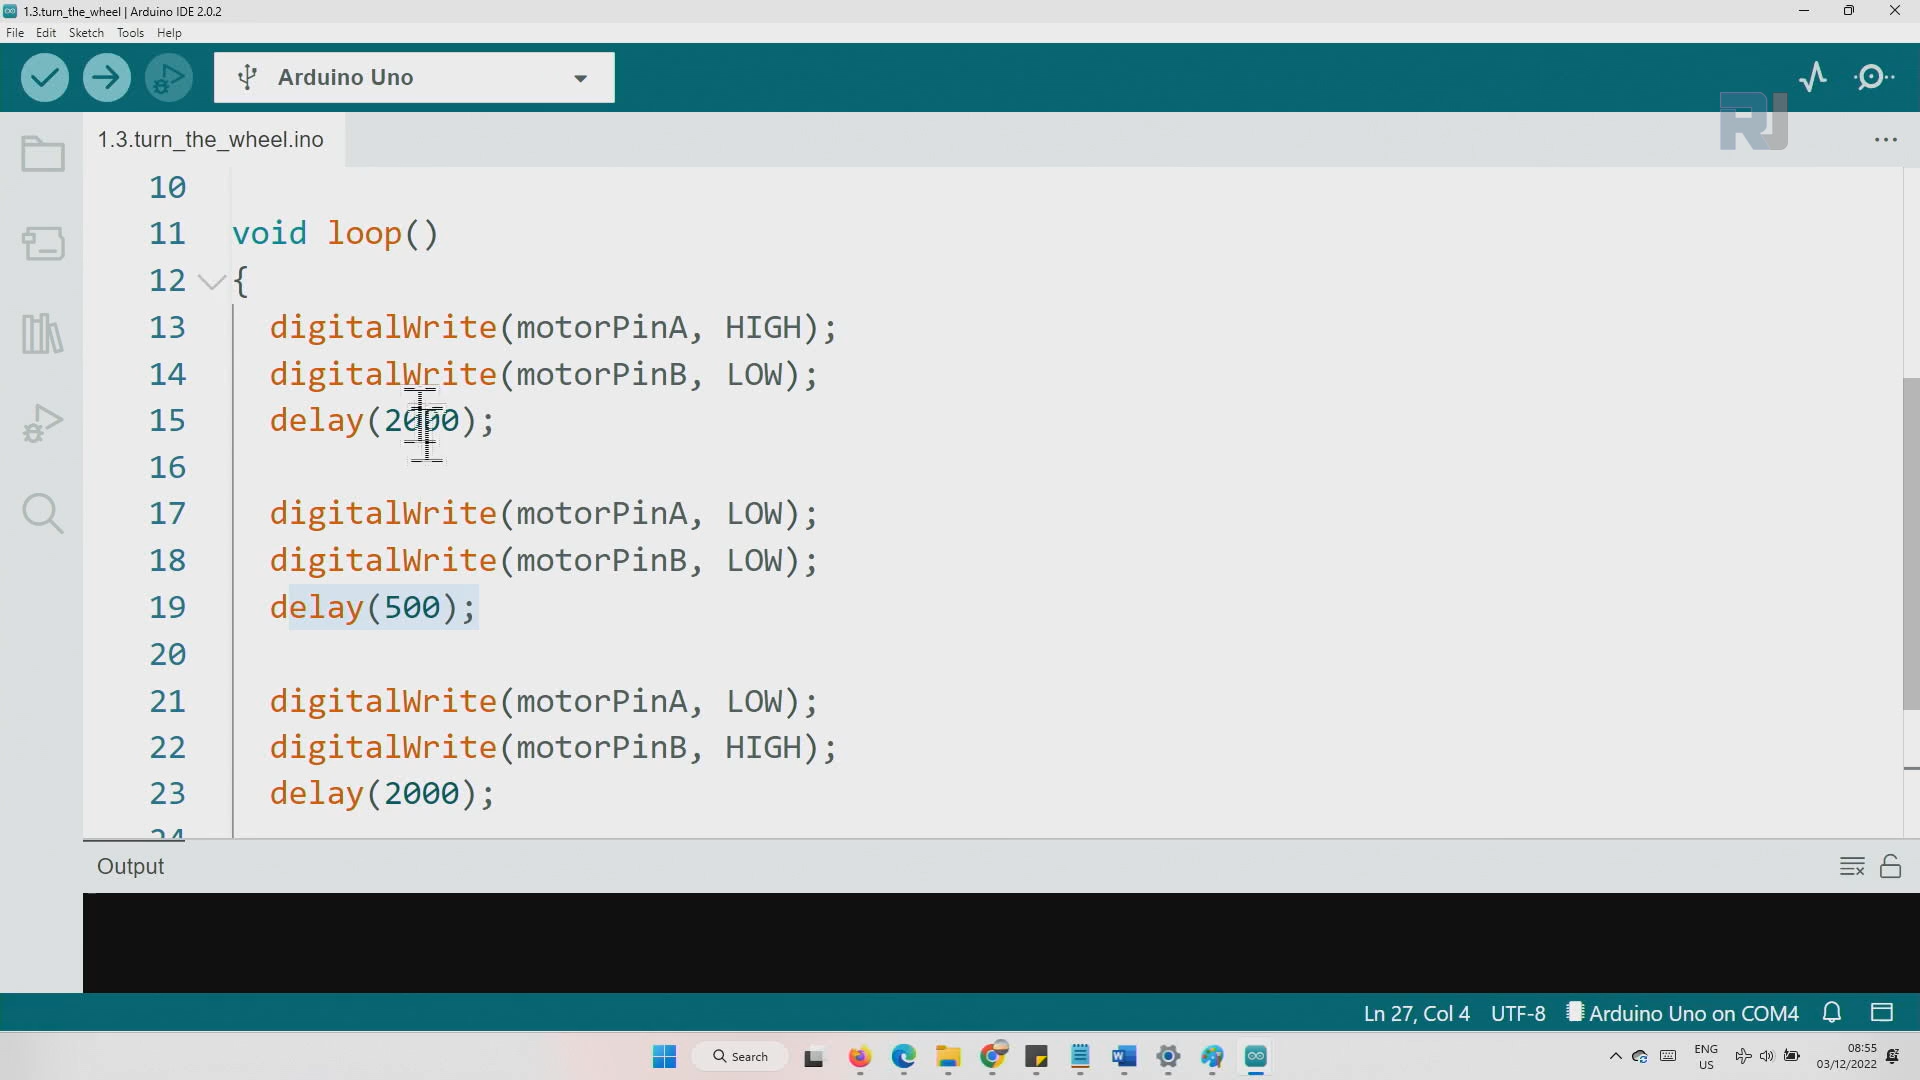 1.3.turn_the_wheel | Arduino IDE 2.0.2
File Edit Sketch Tools Help
Arduino Uno
RJ
1.3.turn_the_wheel.ino
10
11 void loop()
12 {
13 digitalWrite(motorPinA, HIGH);
14 digitalWrite(motorPinB, LOW);
15 delay(2000);
16
17 digitalWrite(motorPinA, LOW);
18 digitalWrite(motorPinB, LOW);
19 delay(500);
20
21 digitalWrite(motorPinA, LOW);
22 digitalWrite(motorPinB, HIGH);
23 delay(2000);
24
Output
Ln 27, Col 4 UTF-8 Arduino Uno on COM4
Search
ENG
US
08:55
03/12/2022